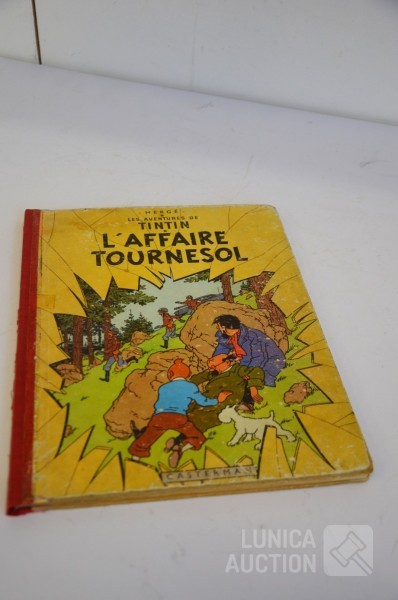 HERGÉ
LES AVENTURES DE
TINTIN
L'AFFAIRE
TOURNESOL
CASTERMAN
LUNICA
AUCTION